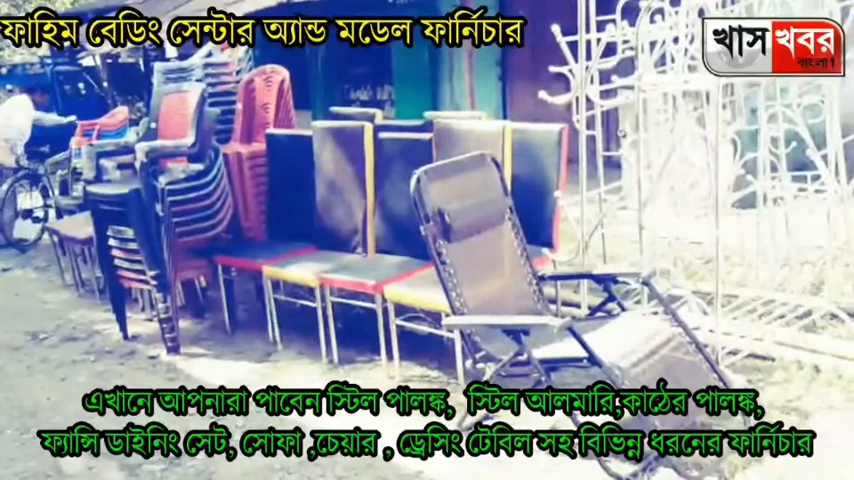 ফাহিম বেডিং সেন্টার অ্যান্ড মডেল ফার্নিচার
খাস খবর
বাংলা
এখানে আপনারা পাবেন স্টিল পালঙ্ক, স্টিল আলমারি,কাঠের পালঙ্ক,
ফ্যান্সি ডাইনিং সেট, সোফা ,চেয়ার , ড্রেসিং টেবিল সহ বিভিন্ন ধরনের ফার্নিচার